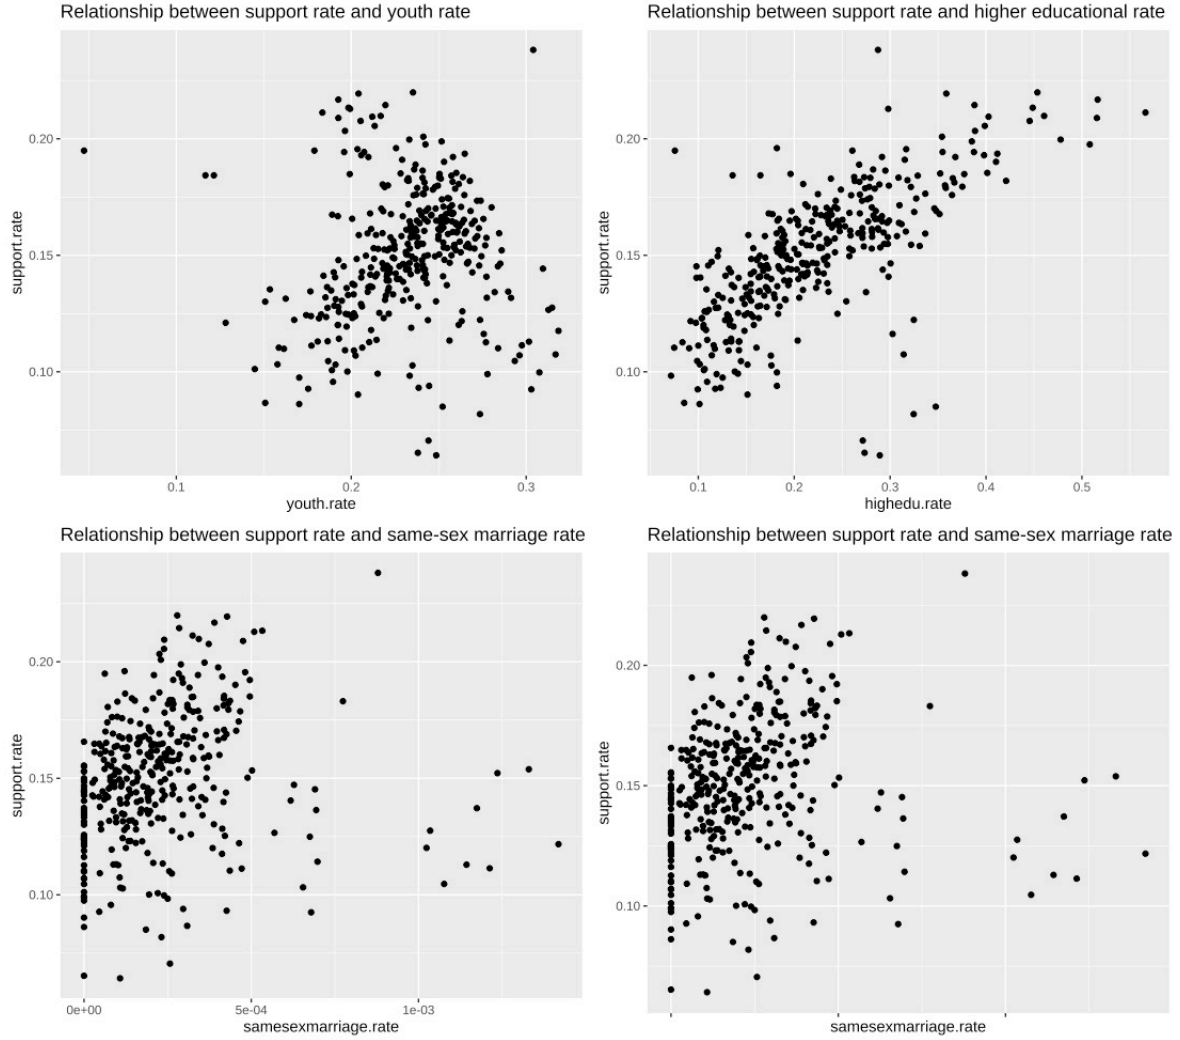 Relationship between support rate and youth rate
0.20
0.15
0.10
support.rate
0.1 0.2 0.3
youth.rate
Relationship between support rate and higher educational rate
0.20
0.15
0.10
support.rate
0.1 0.2 0.3 0.4 0.5
highedu.rate
Relationship between support rate and same-sex marriage rate
0.20
0.15
0.10
support.rate
0e+00 5e-04 1e-03
samesexmarriage.rate
Relationship between support rate and same-sex marriage rate
0.20
0.15
0.10
support.rate
samesexmarriage.rate